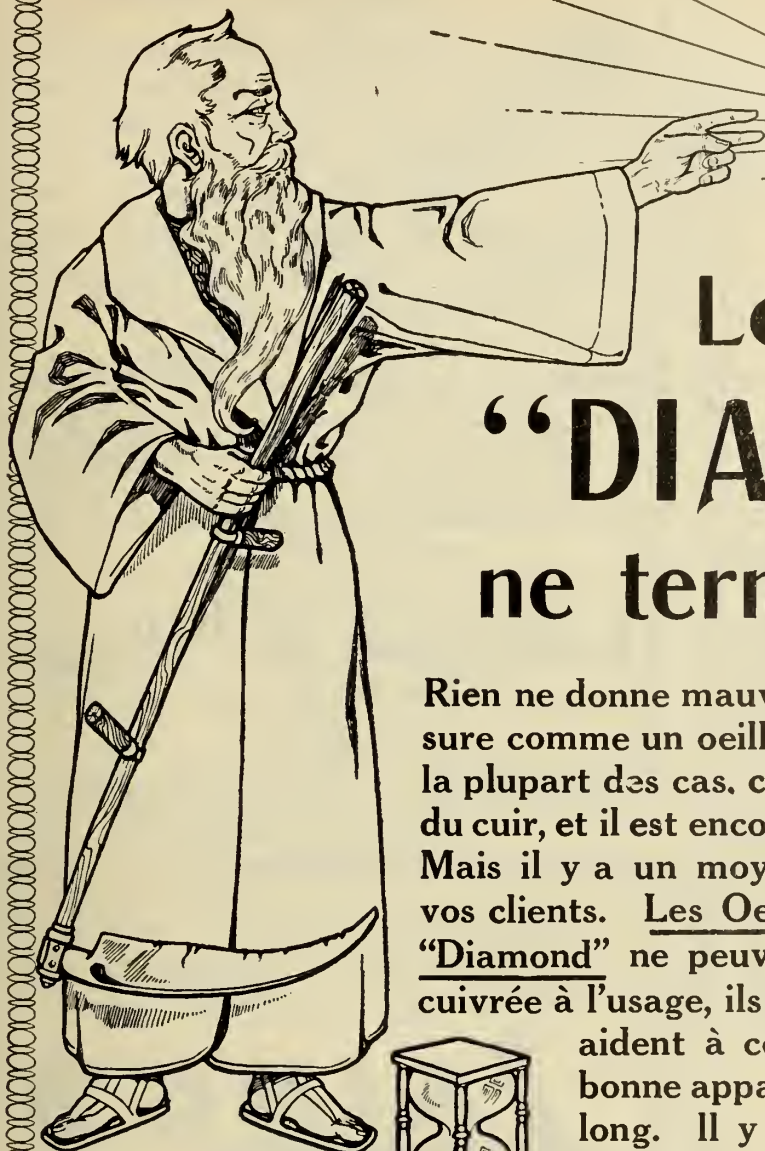 Le
“DIA
ne tern
Rien ne donne mauv
sure comme un oeill
la plupart des cas, c
du cuir, et il est enco
Mais il y a un moy
vos clients. Les Oe
“Diamond” ne peuv
cuivrée à l’usage, ils
aident à co
bonne appa
long. Il y